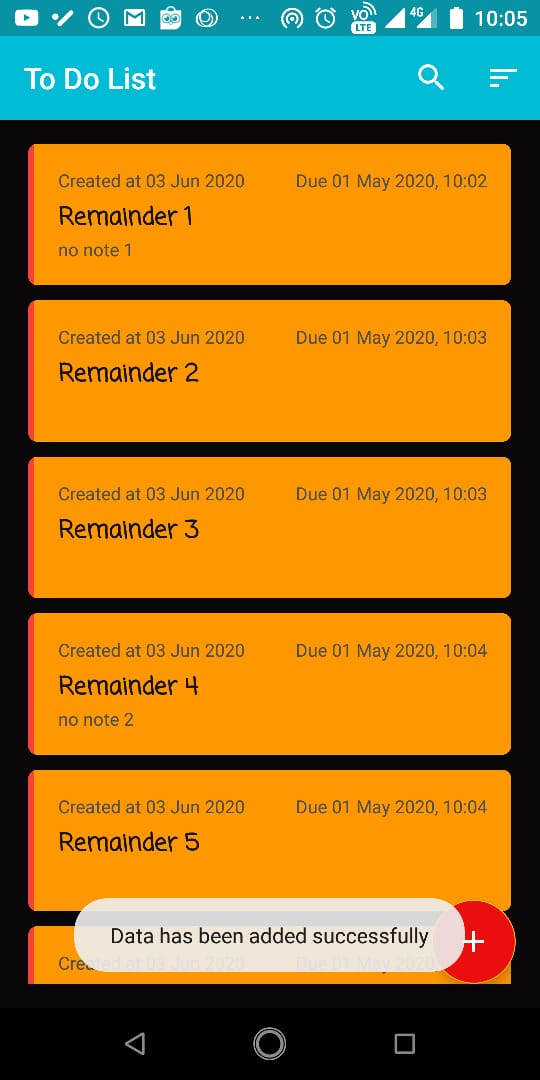 VO LTE 4G 10:05
To Do List
Created at 03 Jun 2020 Due 01 May 2020, 10:02
Remainder 1
no note 1
Created at 03 Jun 2020 Due 01 May 2020, 10:03
Remainder 2
Created at 03 Jun 2020 Due 01 May 2020, 10:03
Remainder 3
Created at 03 Jun 2020 Due 01 May 2020, 10:04
Remainder 4
no note 2
Created at 03 Jun 2020 Due 01 May 2020, 10:04
Remainder 5
Data has been added successfully
Created at 03 Jun 2020 Due 01 May 2020,